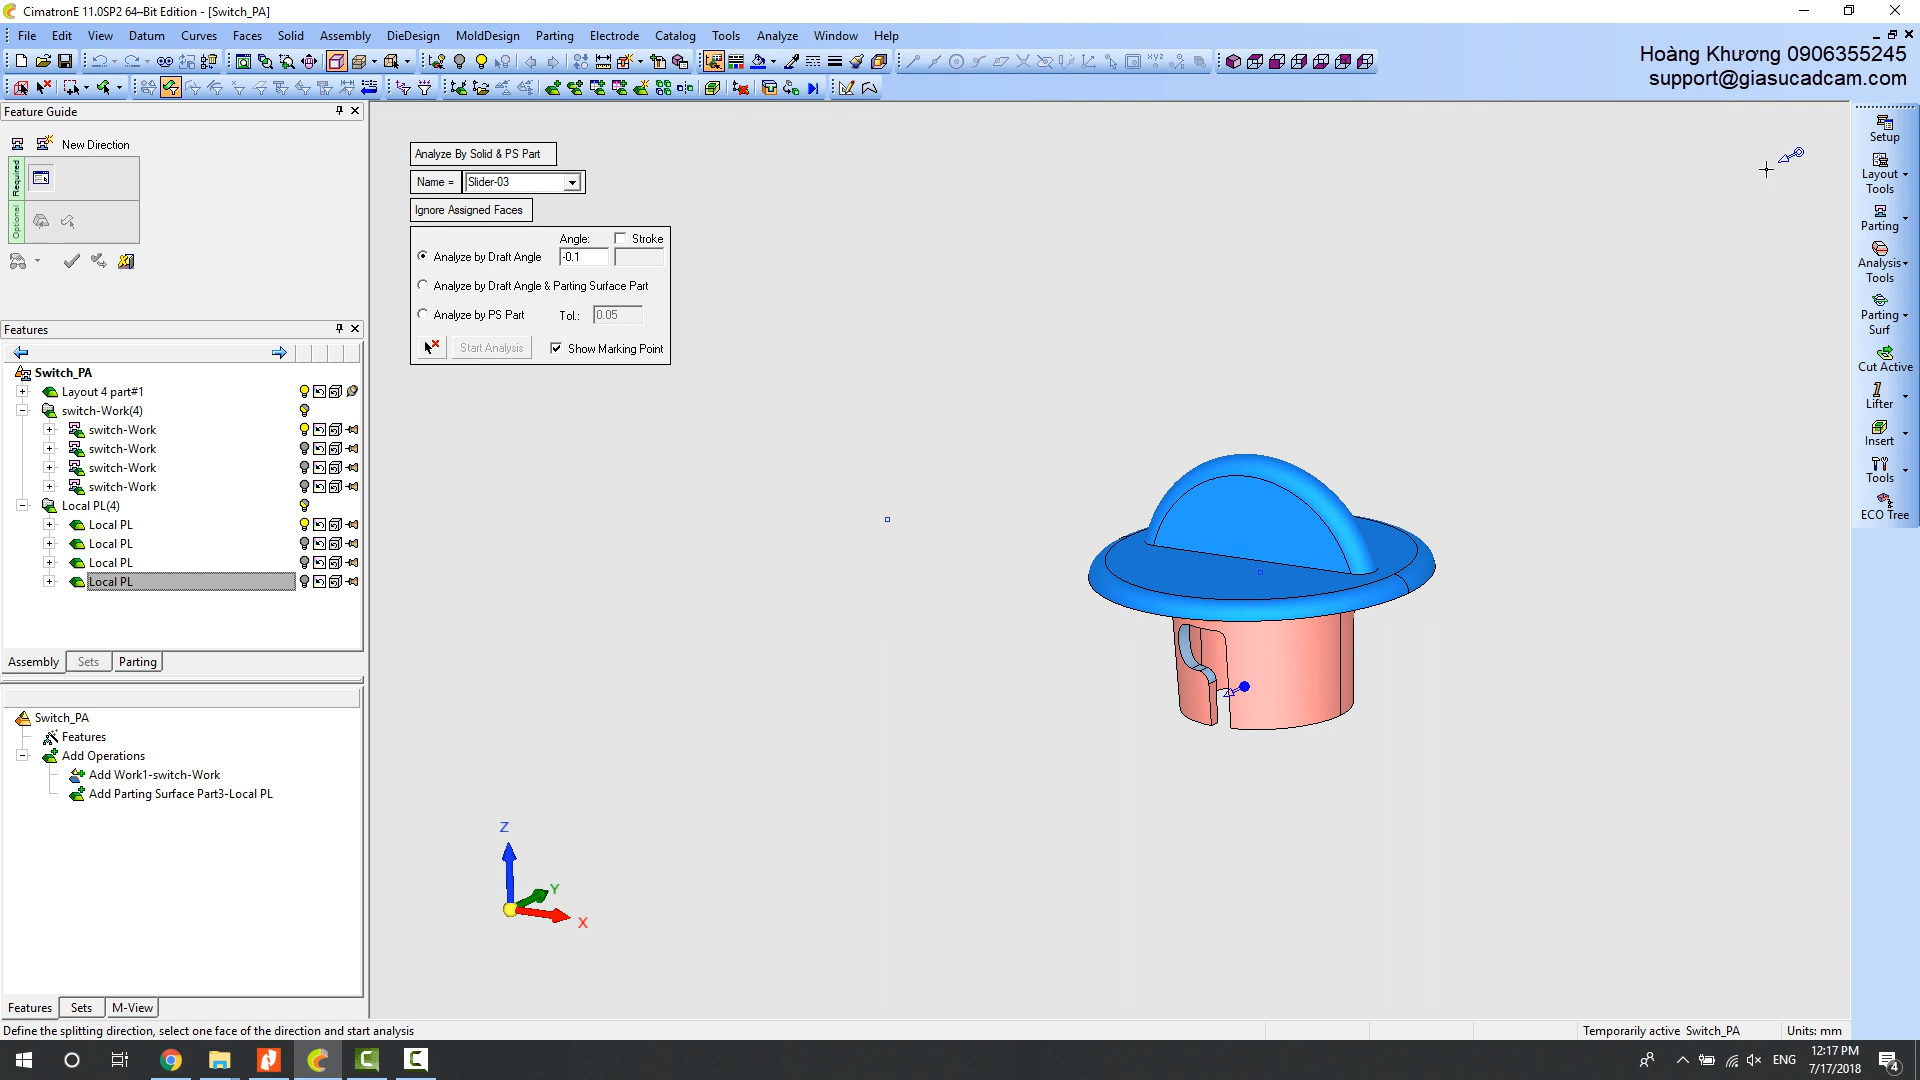 CimatronE 11.0SP2 64–Bit Edition - [Switch_PA]
File Edit View Datum Curves Faces Solid Assembly DieDesign MoldDesign Parting Electrode Catalog Tools Analyze Window Help
Hoàng Khương 0906355245
support@giasucadcam.com
Feature Guide
New Direction
Required
Optional
Analyze By Solid & PS Part
Name = Slider-03
Ignore Assigned Faces
Angle: Stroke
Analyze by Draft Angle -0.1
Analyze by Draft Angle & Parting Surface Part
Analyze by PS Part Tol.: 0.05
Start Analysis Show Marking Point
Features
Switch_PA
Layout 4 part#1
switch-Work(4)
switch-Work
switch-Work
switch-Work
switch-Work
Local PL(4)
Local PL
Local PL
Local PL
Local PL
Assembly Sets Parting
Switch_PA
Features
Add Operations
Add Work1-switch-Work
Add Parting Surface Part3-Local PL
Features Sets M-View
Z
Y
X
Setup
Layout
Tools
Parting
Analysis
Tools
Parting
Surf
Cut Active
Lifter
Insert
Tools
ECO Tree
Define the splitting direction, select one face of the direction and start analysis
Temporarily active Switch_PA Units: mm
ENG
12:17 PM
7/17/2018
4